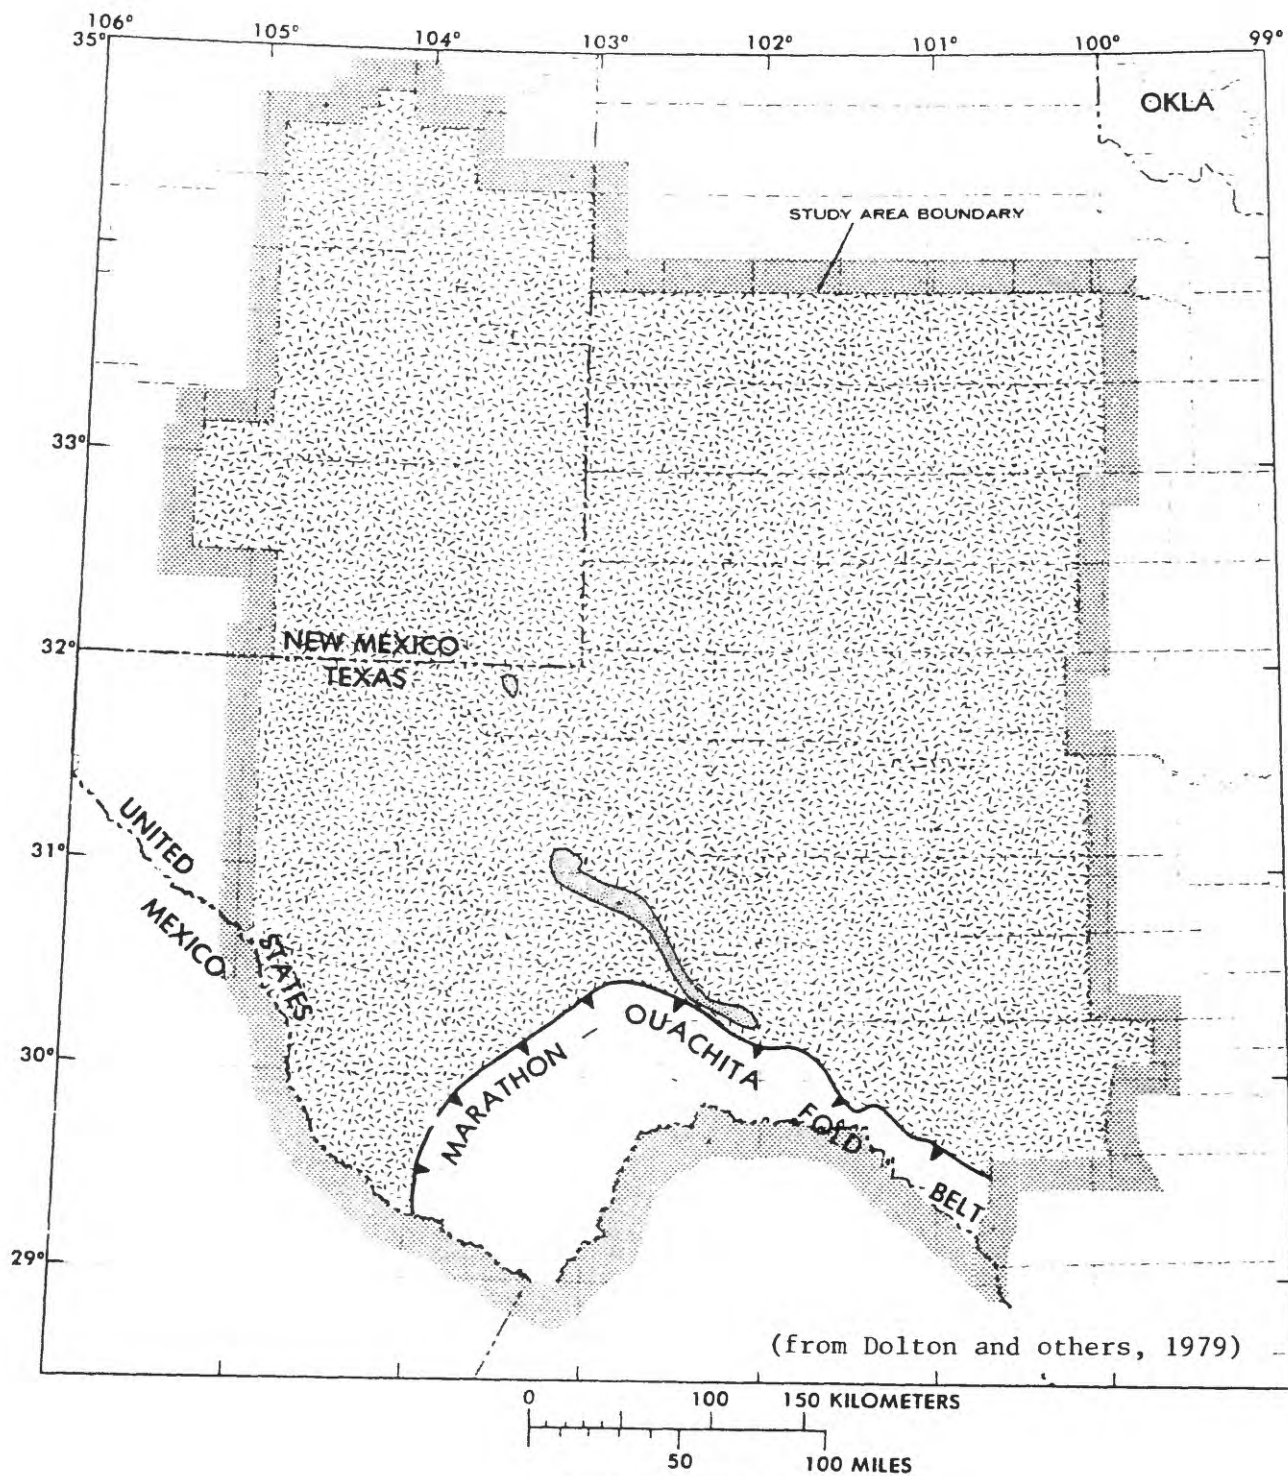 106°
35°
105°
104°
103°
102°
101°
100°
99°
OKLA
STUDY AREA BOUNDARY
33°
32°
NEW MEXICO
TEXAS
31°
UNITED
STATES
MEXICO
30°
MARATHON
OUACHITA
FOLD
BELT
29°
(from Dolton and others, 1979)
0 100 150 KILOMETERS
50 100 MILES